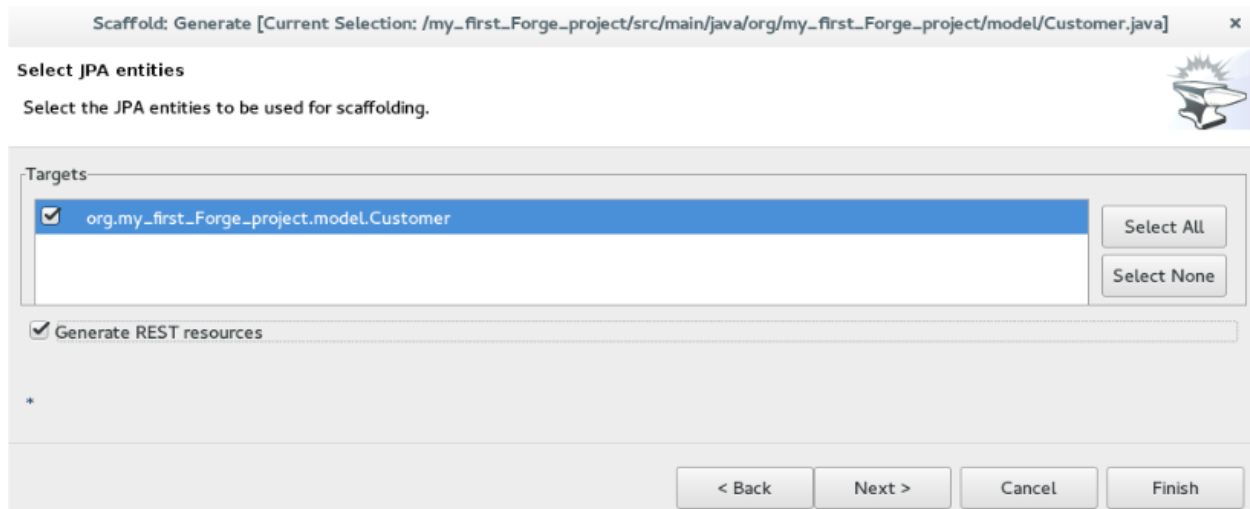 Scaffold: Generate [Current Selection: /my_first_Forge_project/src/main/java/org/my_first_Forge_project/model/Customer.java] ×
Select JPA entities
Select the JPA entities to be used for scaffolding.
Targets
org.my_first_Forge_project.model.Customer
Select All
Select None
Generate REST resources
*
< Back Next > Cancel Finish